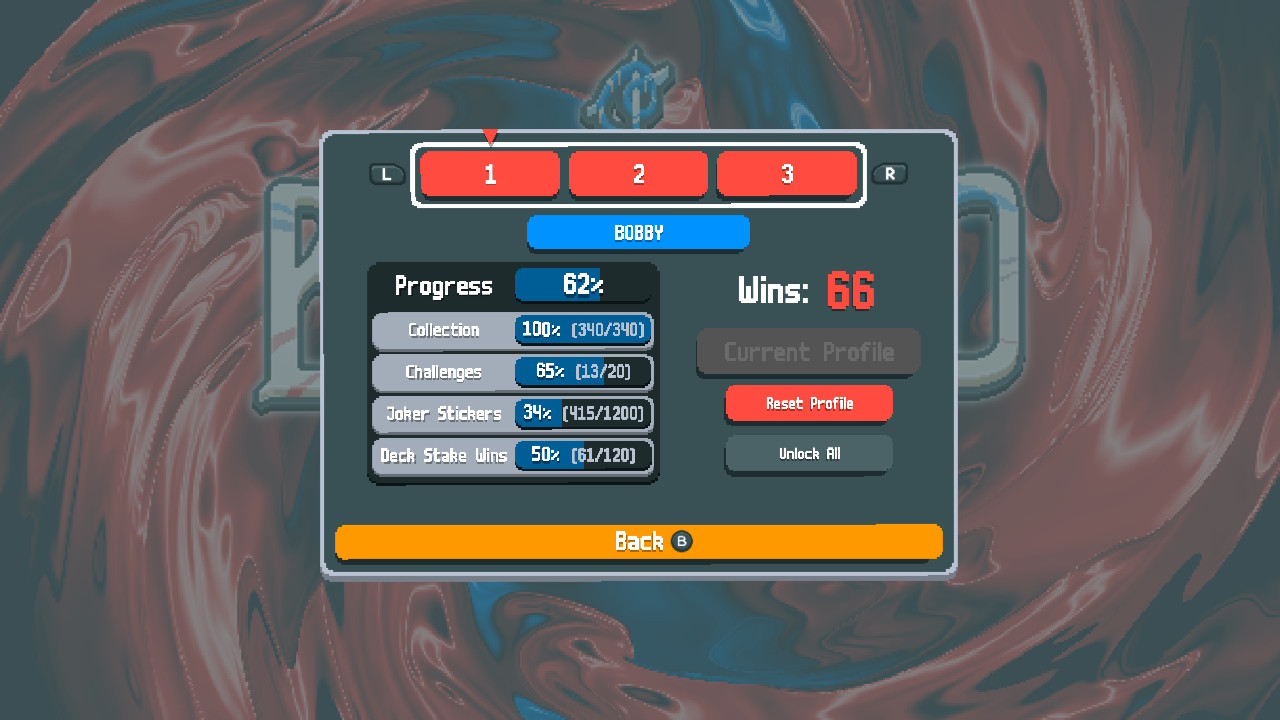 L 1 2 3 R
BOBBY
Progress 62%
Collection 100% (340/340)
Challenges 65% (13/20)
Joker Stickers 34% (415/1200)
Deck Stake Wins 50% (61/120)
Wins: 66
Current Profile
Reset Profile
Unlock All
Back B